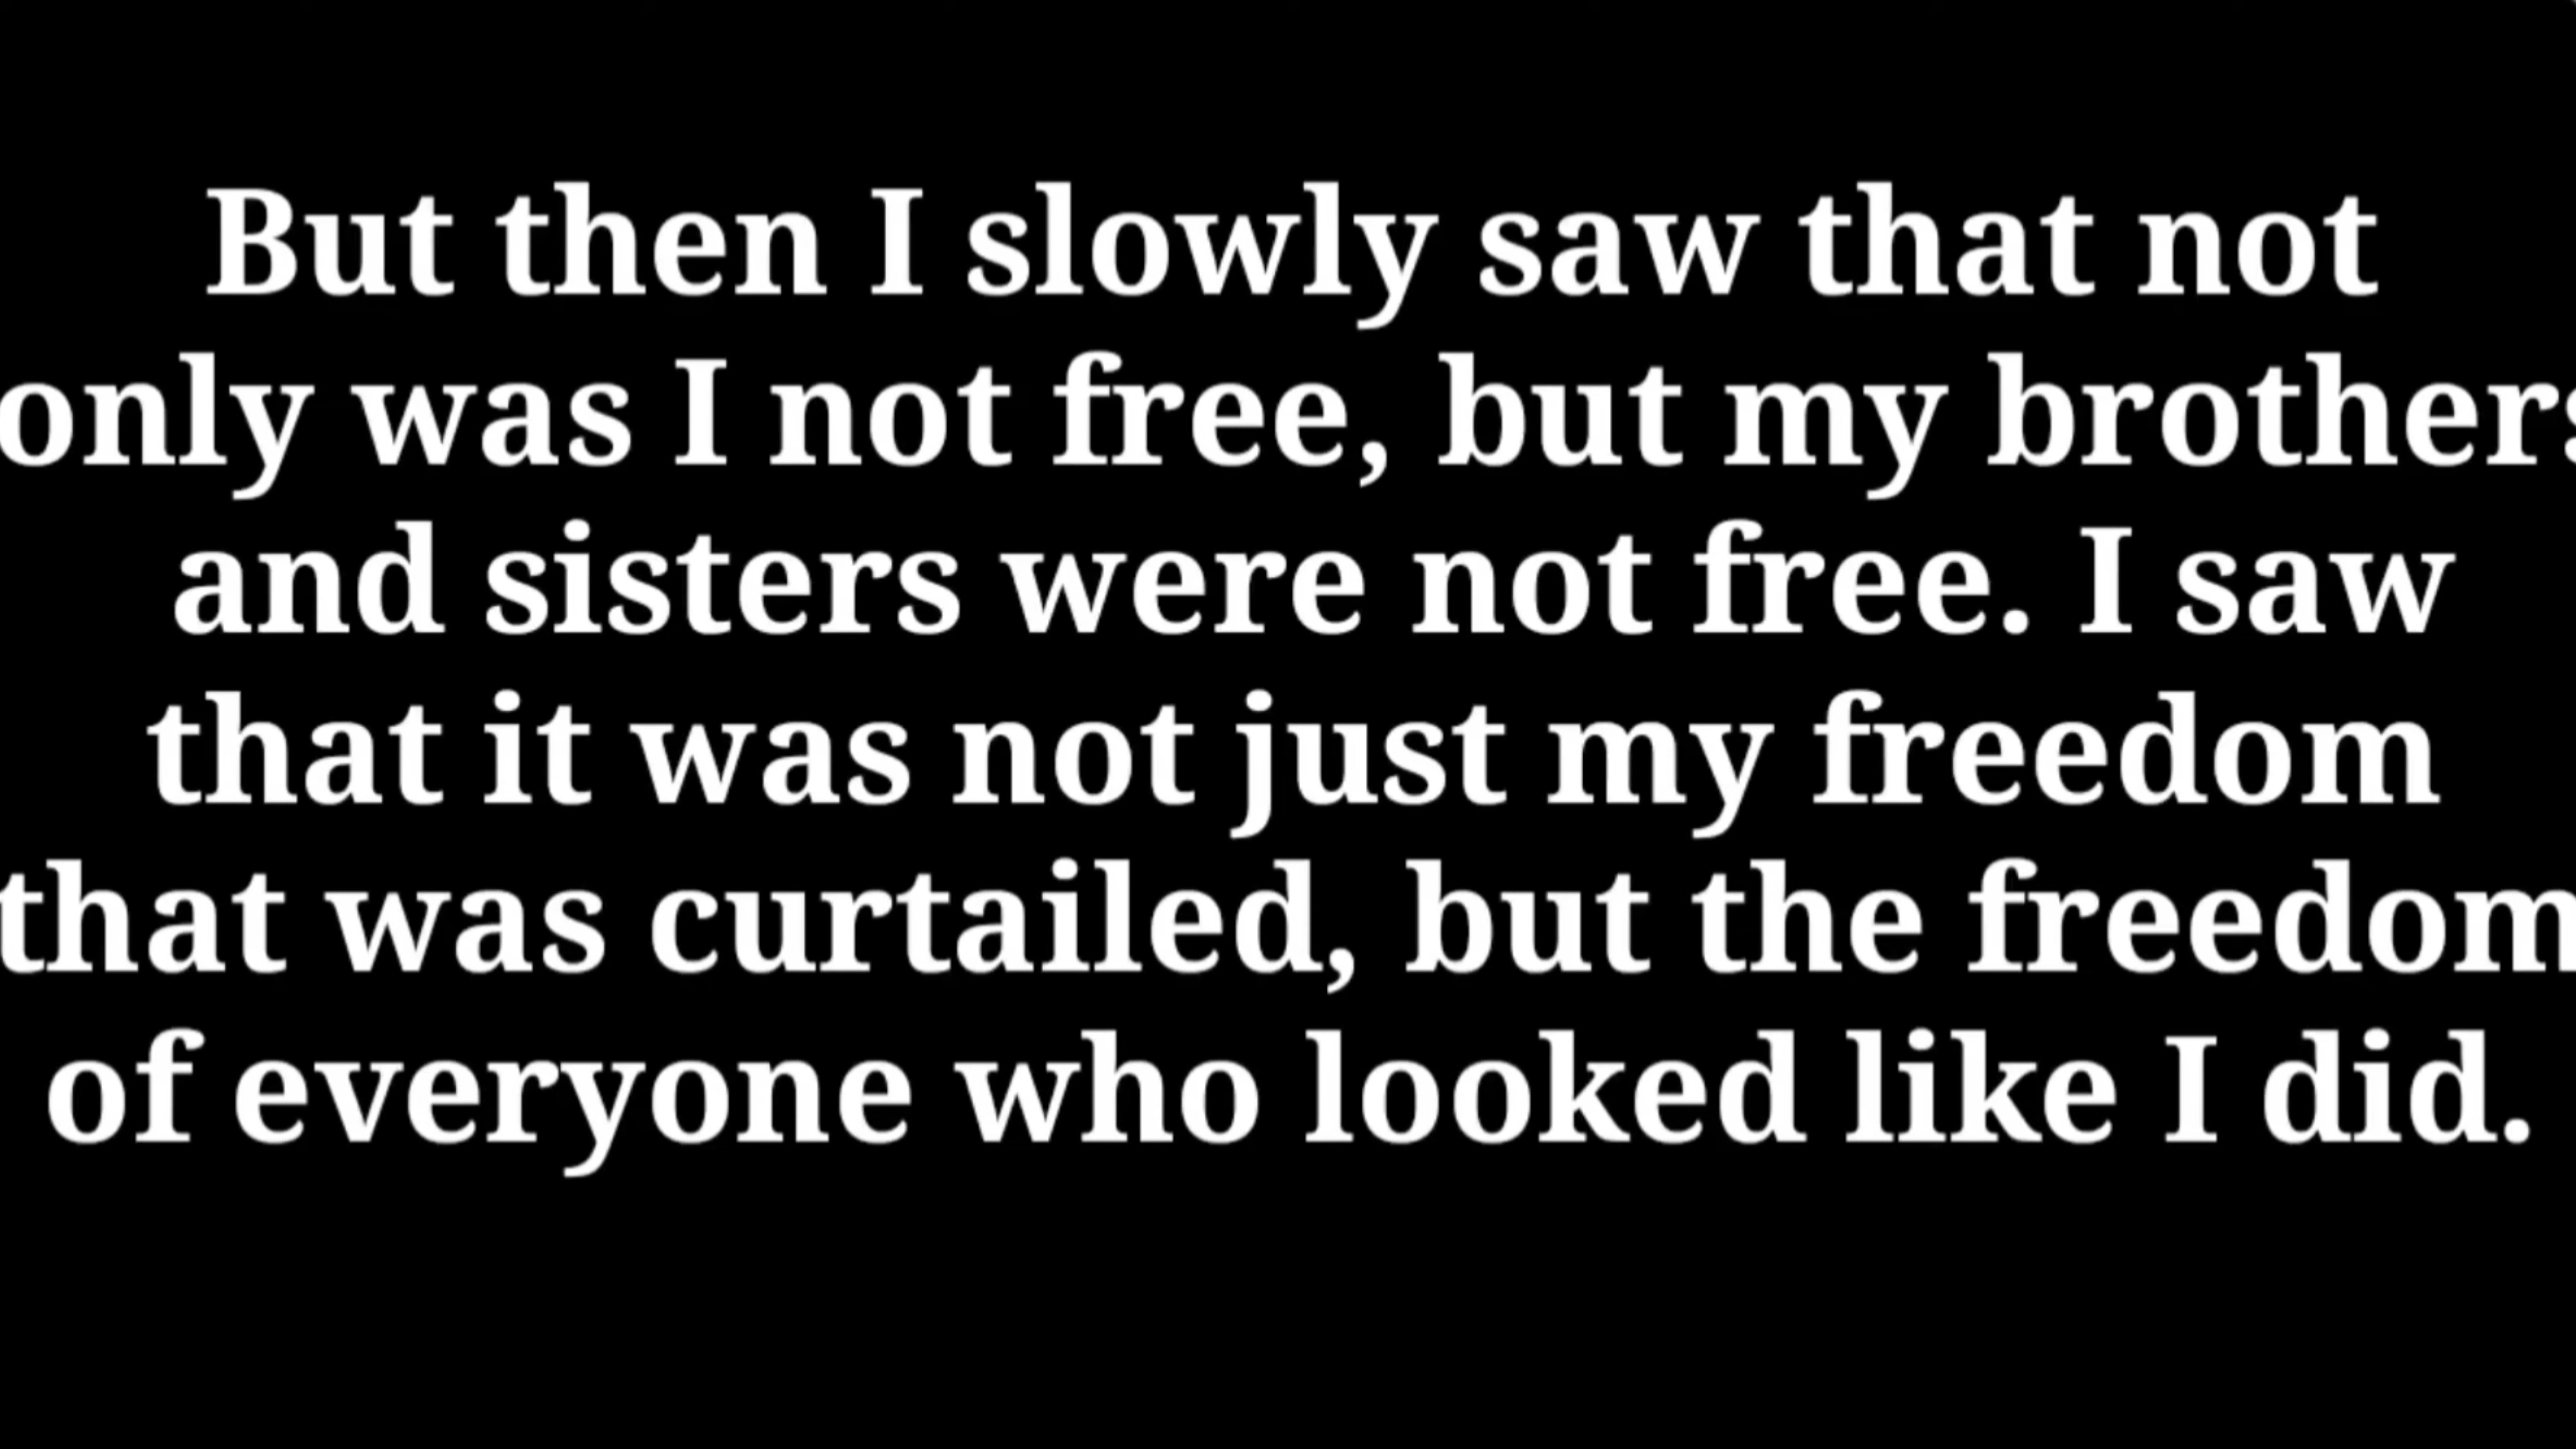 But then I slowly saw that not
only was I not free, but my brothers
and sisters were not free. I saw
that it was not just my freedom
that was curtailed, but the freedom
of everyone who looked like I did.